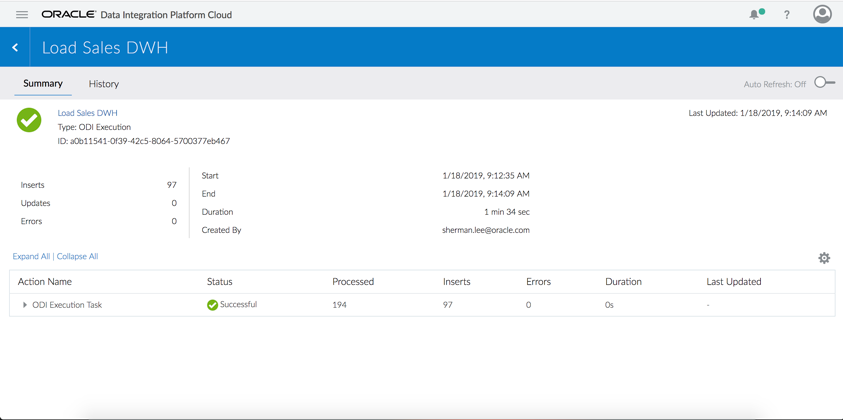 ORACLE® Data Integration Platform Cloud
?
Load Sales DWH
Summary History
Auto Refresh: Off
Load Sales DWH
Last Updated: 1/18/2019, 9:14:09 AM
Type: ODI Execution
ID: a0b11541-0f39-42c5-8064-5700377eb467
Inserts 97
Updates 0
Errors 0
Start 1/18/2019, 9:12:35 AM
End 1/18/2019, 9:14:09 AM
Duration 1 min 34 sec
Created By sherman.lee@oracle.com
Expand All | Collapse All
Action Name Status Processed Inserts Errors Duration Last Updated
ODI Execution Task Successful 194 97 0 0s -